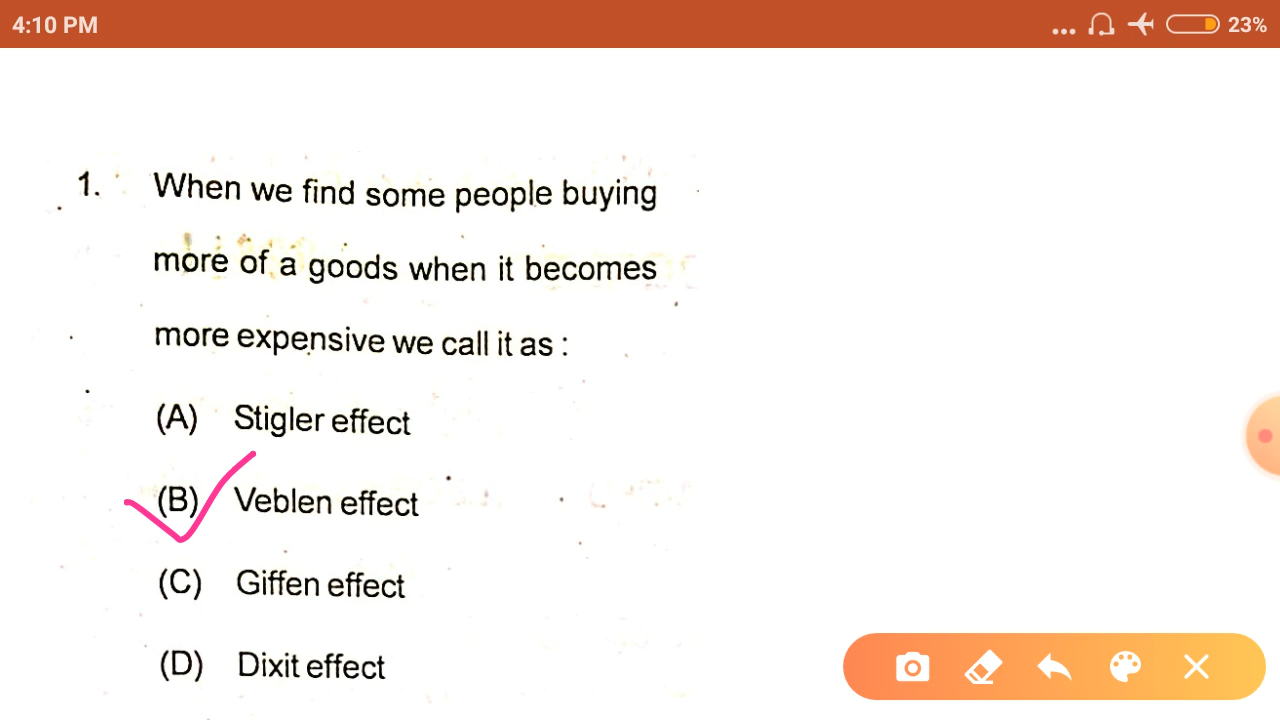 4:10 PM
... 23%
1. When we find some people buying
more of a goods when it becomes
more expensive we call it as :
(A) Stigler effect
(B) Veblen effect
(C) Giffen effect
(D) Dixit effect